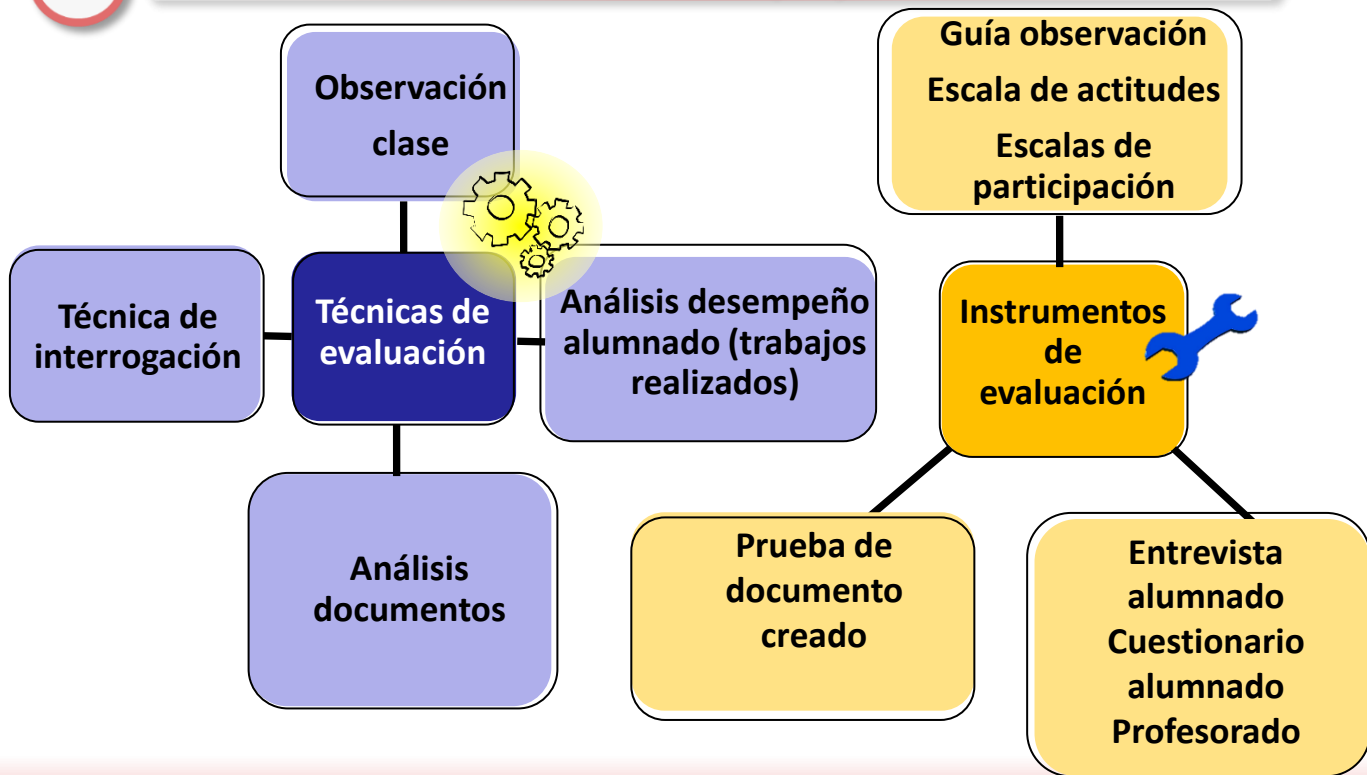 Observación
clase
Técnica de
interrogación
Técnicas de
evaluación
Análisis desempeño
alumnado (trabajos
realizados)
Análisis
documentos
Guía observación
Escala de actitudes
Escalas de
participación
Instrumentos
de
evaluación
Prueba de
documento
creado
Entrevista
alumnado
Cuestionario
alumnado
Profesorado